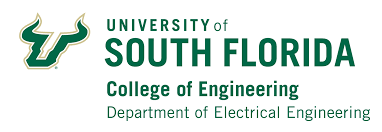 UNIVERSITY of
SOUTH FLORIDA
College of Engineering
Department of Electrical Engineering